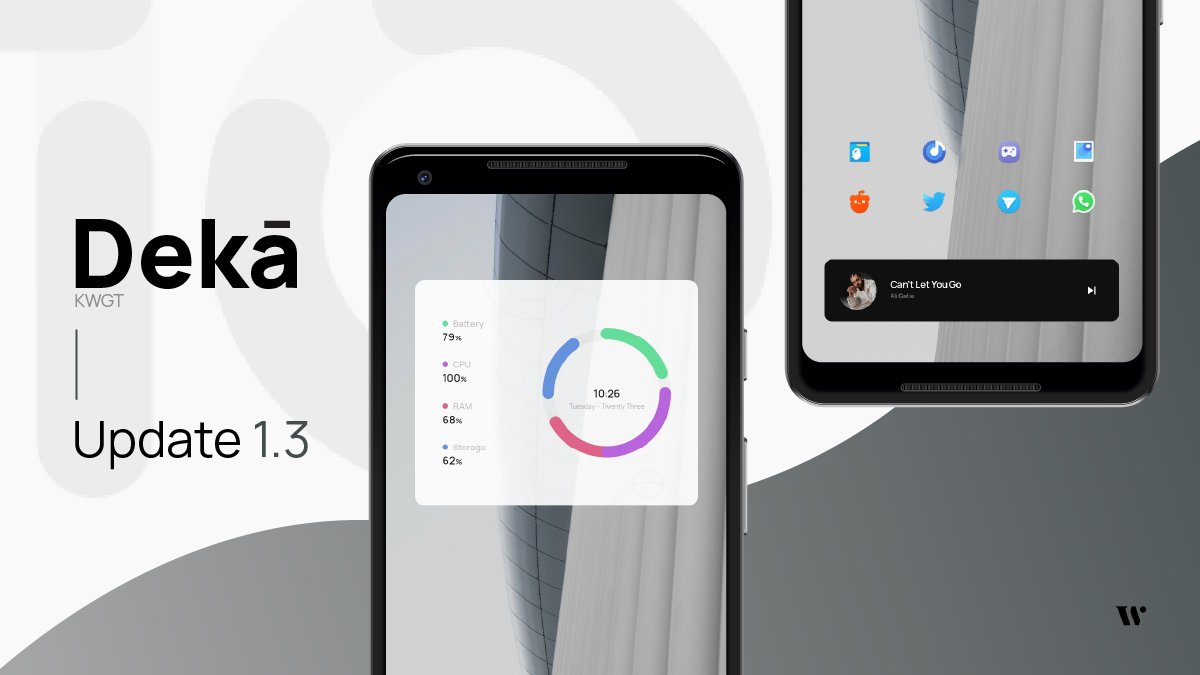 Dekā
KWGT
Update 1.3
Battery
79%
CPU
100%
RAM
68%
Storage
62%
10:26
Tuesday - Twenty Three
Can't Let You Go
Ali Gatie